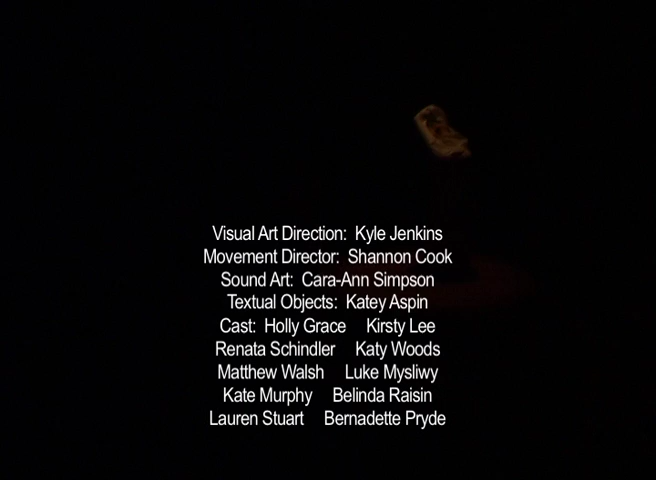 Visual Art Direction:  Kyle Jenkins
Movement Director:  Shannon Cook
Sound Art:  Cara-Ann Simpson
Textual Objects:  Katey Aspin
Cast:  Holly Grace     Kirsty Lee
Renata Schindler     Katy Woods
Matthew Walsh     Luke Mysliwy
Kate Murphy     Belinda Raisin
Lauren Stuart     Bernadette Pryde